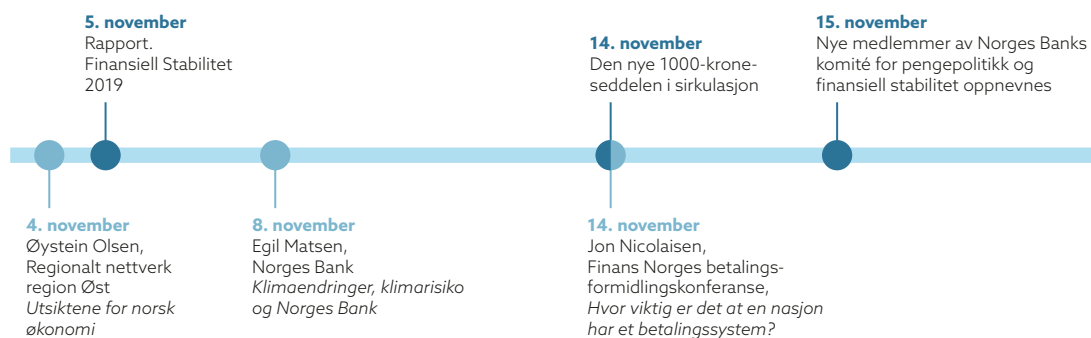 5. november
Rapport.
Finansiell Stabilitet
2019
14. november
Den nye 1000-krone-
seddelen i sirkulasjon
15. november
Nye medlemmer av Norges Banks
komité for pengepolitikk og
finansiell stabilitet oppnevnes
4. november
Øystein Olsen,
Regionalt nettverk
region Øst
Utsiktene for norsk
økonomi
8. november
Egil Matsen,
Norges Bank
Klimaendringer, klimarisiko
og Norges Bank
14. november
Jon Nicolaisen,
Finans Norges betalings-
formidlingskonferanse,
Hvor viktig er det at en nasjon
har et betalingssystem?